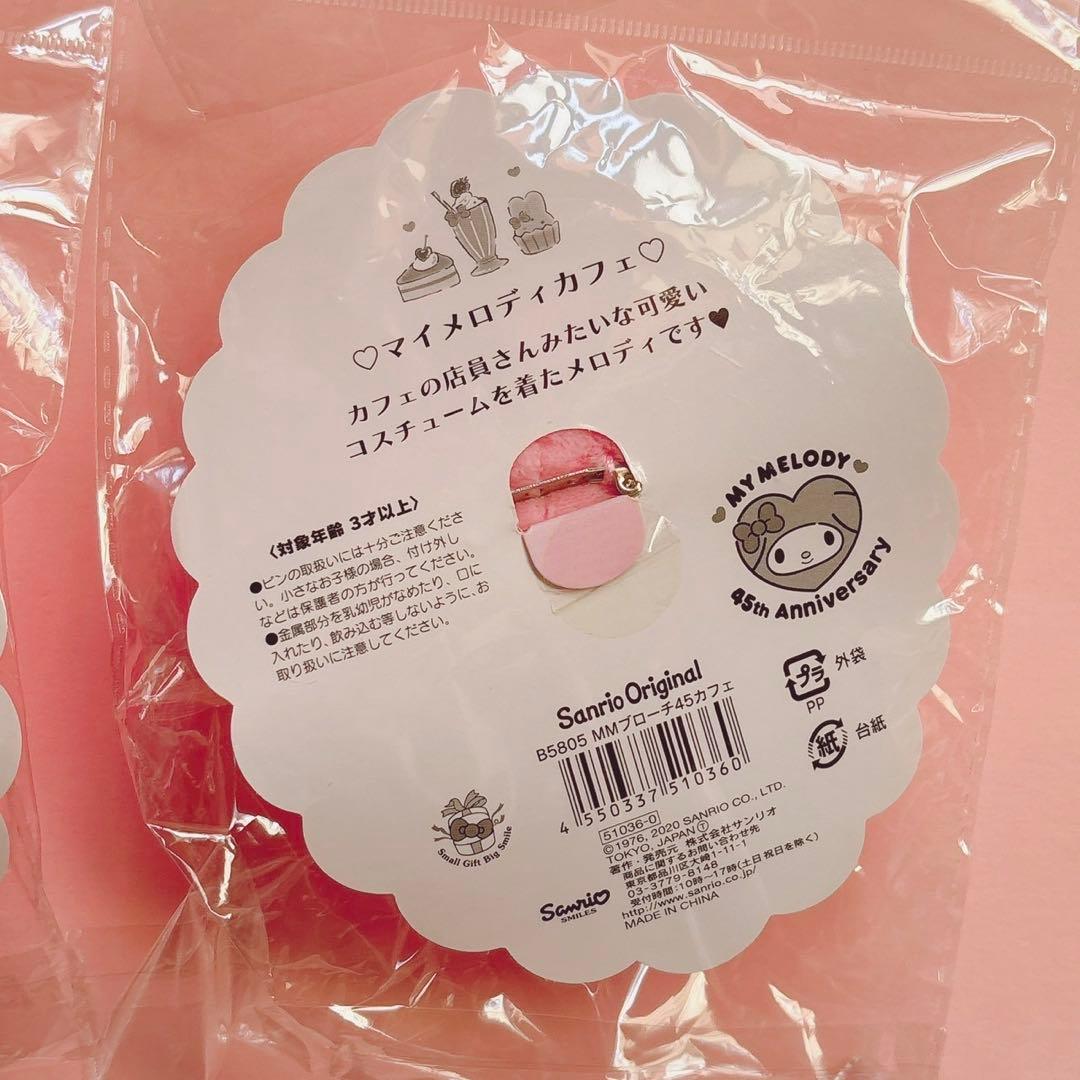 ♡マイメロディカフェ♡
カフェの店員さんみたいな可愛い
コスチュームを着たメロディです♥
〈対象年齢 3才以上〉
●ピンの取扱いには十分ご注意くださ
い。小さなお子様の場合、付け外し
などは保護者の方が行ってください。
●金属部分を乳幼児がなめたり、口に
入れたり、飲み込む等しないように、お
取り扱いに注意してください。
MY MELODY
45th Anniversary
外袋
プラ
PP
紙
台紙
Sanrio Original
B5805 MMブローチ45カフェ
4 550337 510360
51036-0
©1976, 2020 SANRIO CO., LTD.
TOKYO, JAPAN Ⓣ
著作・発売元 株式会社サンリオ
商品に関するお問い合わせ先
東京都品川区大崎1-11-1
03-3779-8148
受付時間:10時〜17時(土日祝日を除く)
http://www.sanrio.co.jp/
MADE IN CHINA
Small Gift Big Smile
Sanrio
SMILES